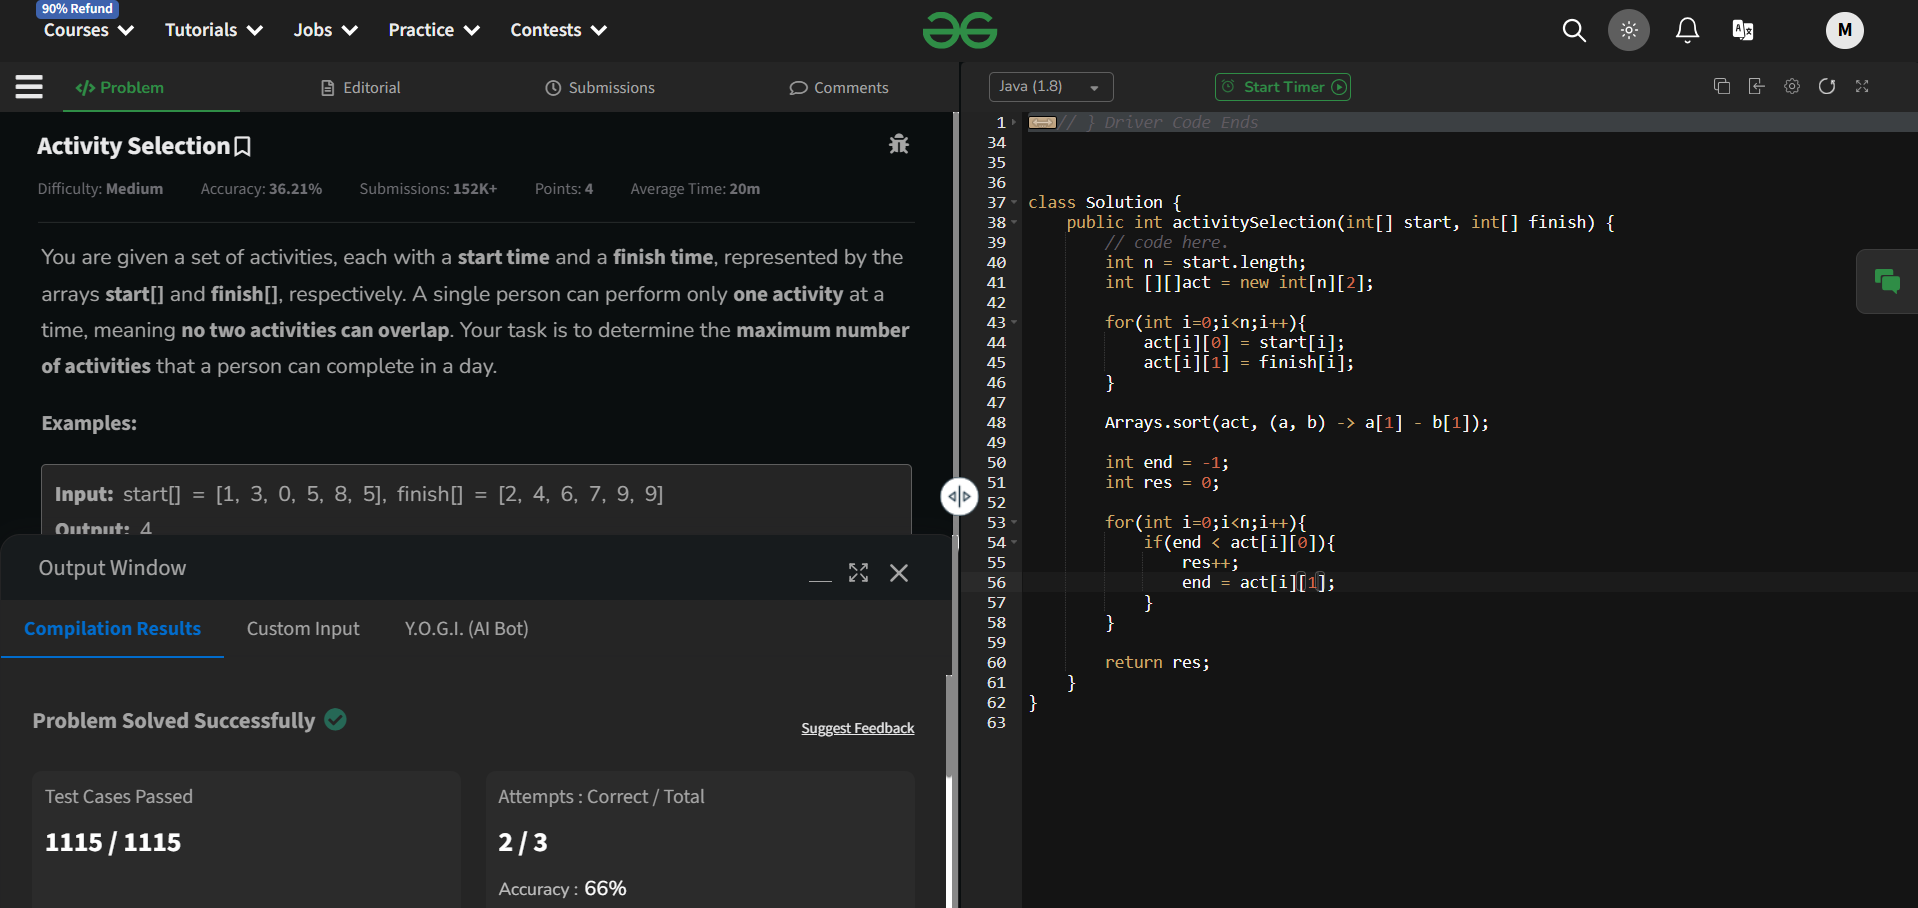 90% Refund
Courses Tutorials Jobs Practice Contests
M
Problem Editorial Submissions Comments
Java (1.8) Start Timer
Activity Selection
Difficulty: Medium Accuracy: 36.21% Submissions: 152K+ Points: 4 Average Time: 20m
You are given a set of activities, each with a start time and a finish time, represented by the
arrays start[] and finish[], respectively. A single person can perform only one activity at a
time, meaning no two activities can overlap. Your task is to determine the maximum number
of activities that a person can complete in a day.
Examples:
Input: start[] = [1, 3, 0, 5, 8, 5], finish[] = [2, 4, 6, 7, 9, 9]
Output: 4
Output Window
Compilation Results Custom Input Y.O.G.I. (AI Bot)
Problem Solved Successfully
Suggest Feedback
Test Cases Passed
1115 / 1115
Attempts : Correct / Total
2 / 3
Accuracy : 66%
1 // } Driver Code Ends
34
35
36
37 class Solution {
38 public int activitySelection(int[] start, int[] finish) {
39 // code here.
40 int n = start.length;
41 int [][]act = new int[n][2];
42
43 for(int i=0;i<n;i++){
44 act[i][0] = start[i];
45 act[i][1] = finish[i];
46 }
47
48 Arrays.sort(act, (a, b) -> a[1] - b[1]);
49
50 int end = -1;
51 int res = 0;
52
53 for(int i=0;i<n;i++){
54 if(end < act[i][0]){
55 res++;
56 end = act[i][1];
57 }
58 }
59
60 return res;
61 }
62 }
63